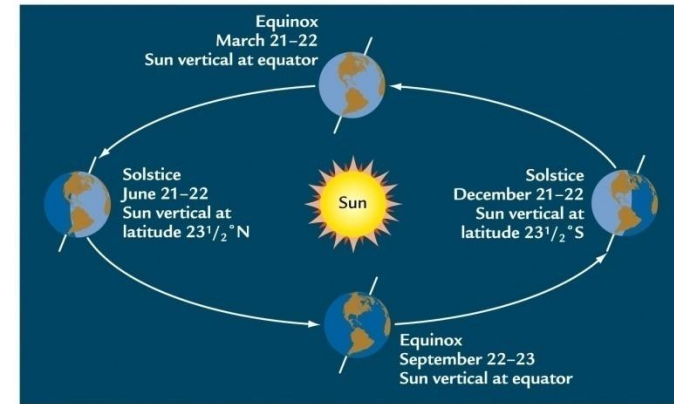 Equinox
March 21–22
Sun vertical at equator
Solstice
June 21–22
Sun vertical at
latitude 23¹/₂°N
Sun
Solstice
December 21–22
Sun vertical at
latitude 23¹/₂°S
Equinox
September 22–23
Sun vertical at equator